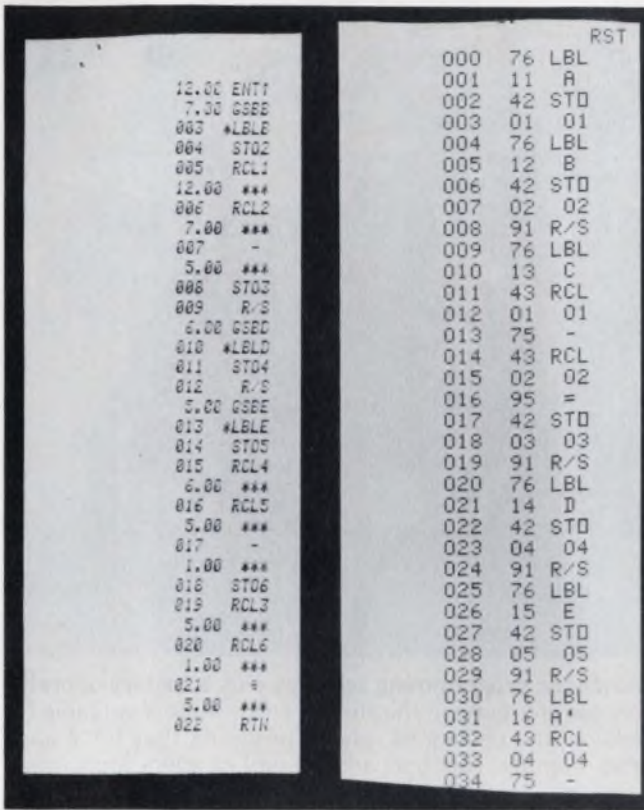 12.00 ENT↑
7.00 GSBB
003 *LBLB
004 STO2
005 RCL1
12.00 ***
006 RCL2
7.00 ***
007 -
5.00 ***
008 STO3
009 R/S
6.00 GSBD
010 *LBLD
011 STO4
012 R/S
5.00 GSBE
013 *LBLE
014 STO5
015 RCL4
6.00 ***
016 RCL5
5.00 ***
017 -
1.00 ***
018 STO6
019 RCL3
5.00 ***
020 RCL6
1.00 ***
021
5.00 ***
022 RTN
RST
000 76 LBL
001 11 A
002 42 STO
003 01 01
004 76 LBL
005 12 B
006 42 STO
007 02 02
008 91 R/S
009 76 LBL
010 13 C
011 43 RCL
012 01 01
013 75 -
014 43 RCL
015 02 02
016 95 =
017 42 STO
018 03 03
019 91 R/S
020 76 LBL
021 14 D
022 42 STO
023 04 04
024 91 R/S
025 76 LBL
026 15 E
027 42 STO
028 05 05
029 91 R/S
030 76 LBL
031 16 A'
032 43 RCL
033 04 04
034 75 -